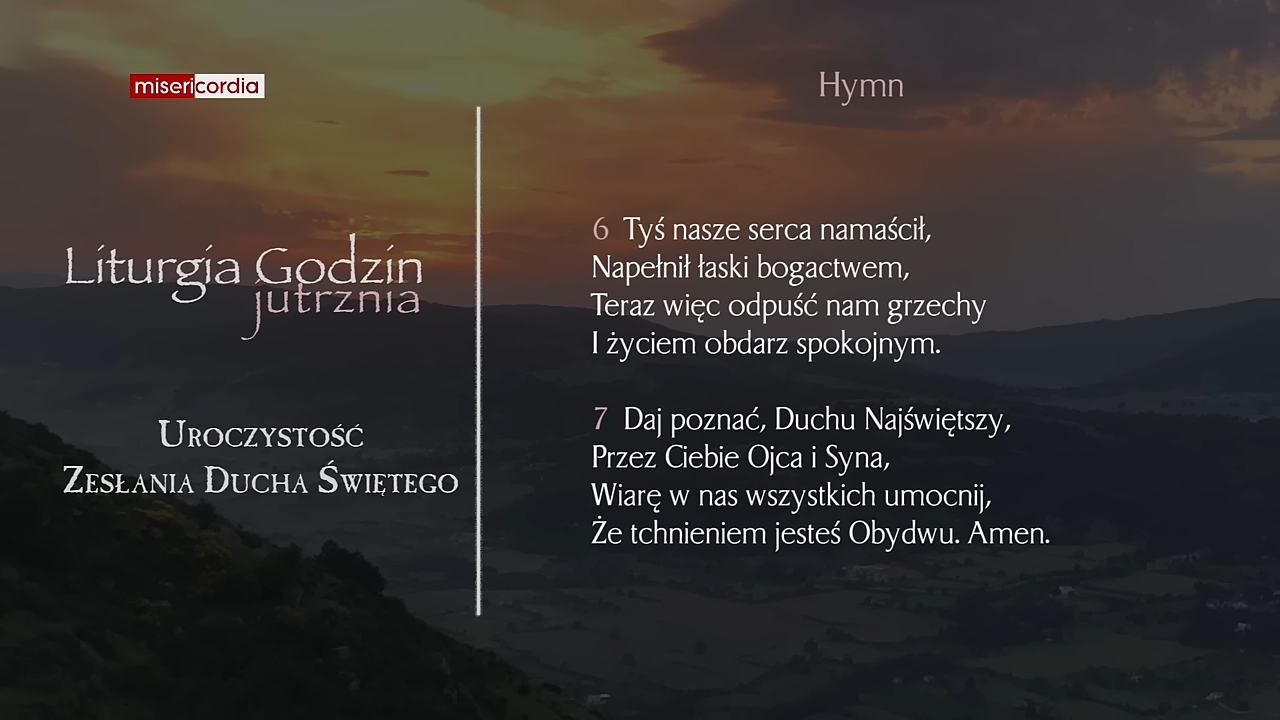 misericordia
Liturgia Godzin
jutrznia
Uroczystość
Zesłania Ducha Świętego
Hymn
6 Tyś nasze serca namaścił,
Napełnił łaski bogactwem,
Teraz więc odpuść nam grzechy
I życiem obdarz spokojnym.
7 Daj poznać, Duchu Najświętszy,
Przez Ciebie Ojca i Syna,
Wiarę w nas wszystkich umocnij,
Że tchnieniem jesteś Obydwu. Amen.